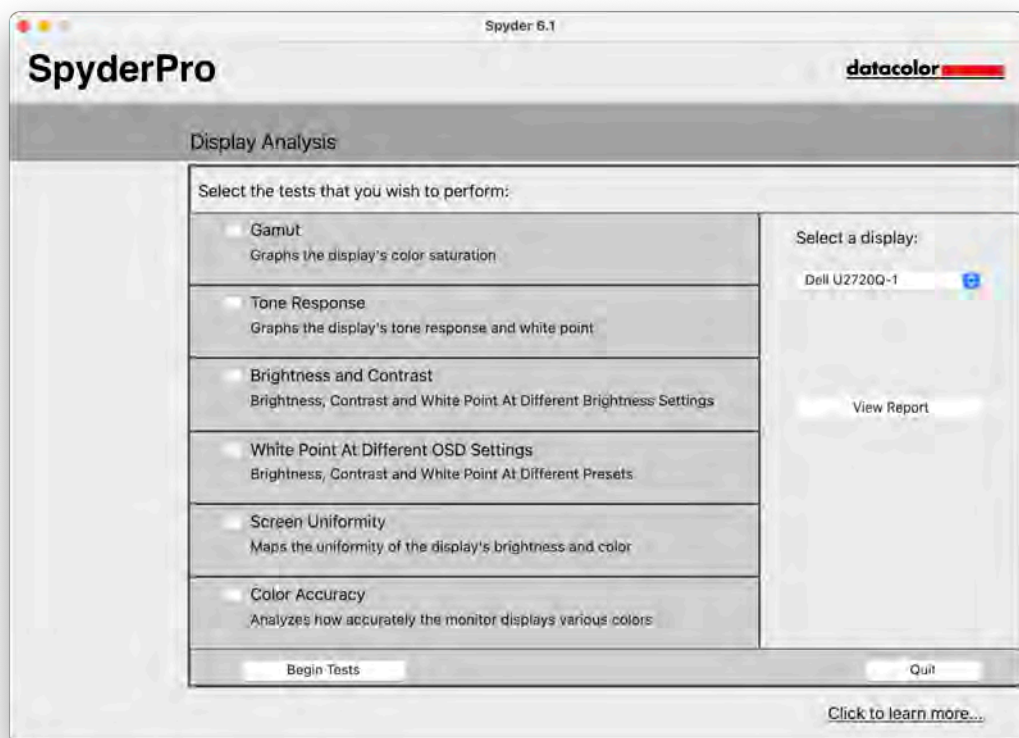 Spyder 6.1
SpyderPro
datacolor
Display Analysis
Select the tests that you wish to perform:
Gamut
Graphs the display's color saturation
Tone Response
Graphs the display's tone response and white point
Brightness and Contrast
Brightness, Contrast and White Point At Different Brightness Settings
White Point At Different OSD Settings
Brightness, Contrast and White Point At Different Presets
Screen Uniformity
Maps the uniformity of the display's brightness and color
Color Accuracy
Analyzes how accurately the monitor displays various colors
Select a display:
Dell U2720Q-1
View Report
Begin Tests
Quit
Click to learn more...